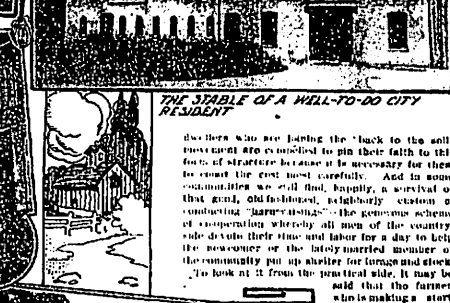 THE STABLE OF A WELL-TO-DO CITY
RESIDENT
dwellers who are joining the "back to the soil"
movement are compelled to pin their faith to this
form of structure because it is necessary for them
to count the cost most carefully. And in some
communities we still find, happily, a survival of
that good, old fashioned, neighborly custom of
conducting "barn-raisings"—the generous scheme
of cooperation whereby all men of the country
side devote their time and labor for a day to help
the newcomer or the lately married member of
the community put up shelter for forage and stock
To look at it from the practical side, it may be
said that the farmer
who is making a start